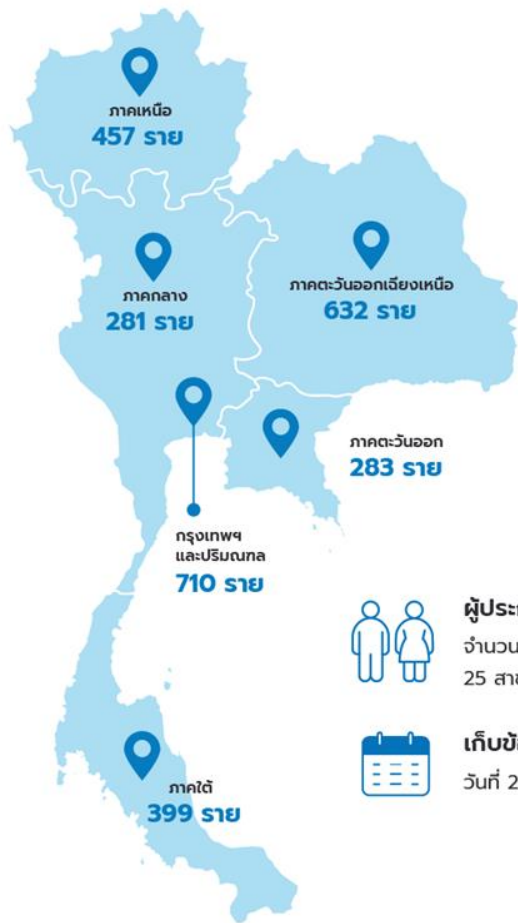 ภาคเหนือ
457 ราย
ภาคตะวันออกเฉียงเหนือ
632 ราย
ภาคกลาง
281 ราย
ภาคตะวันออก
283 ราย
กรุงเทพฯ
และปริมณฑล
710 ราย
จำนวน
25
วันที่ 2
ภาคใต้
399 ราย